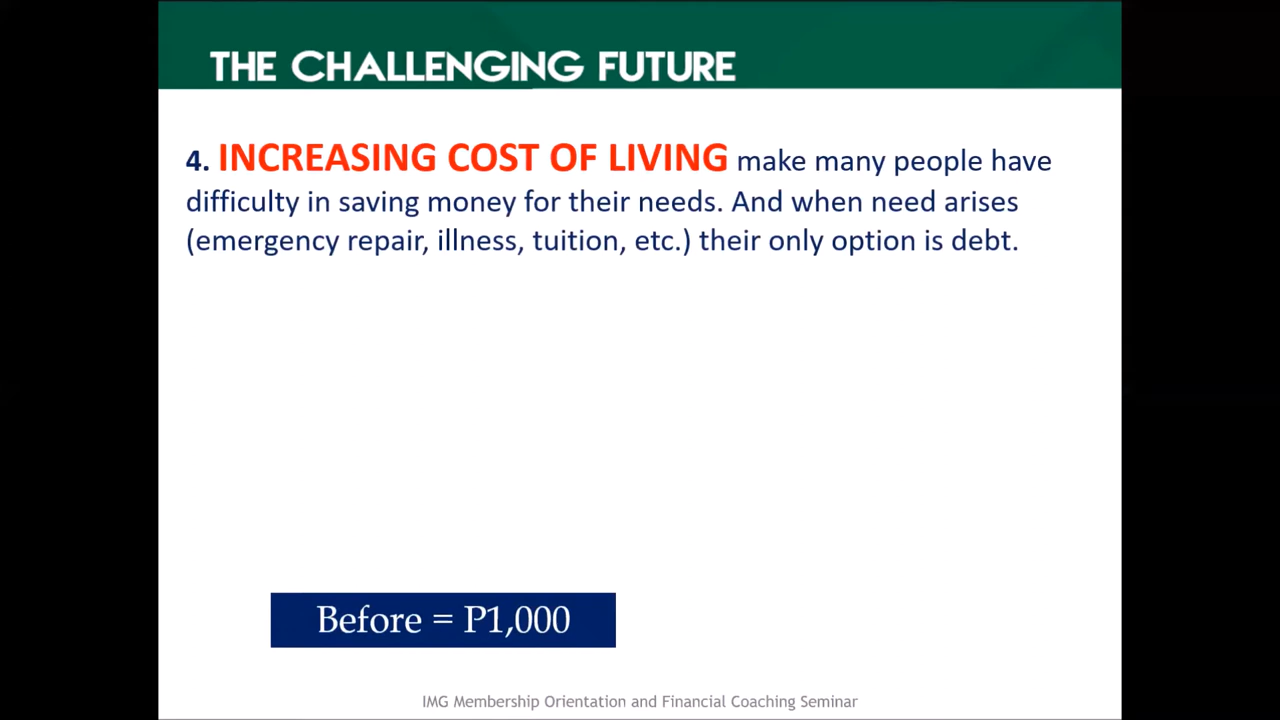 THE CHALLENGING FUTURE
4. INCREASING COST OF LIVING make many people have
difficulty in saving money for their needs. And when need arises
(emergency repair, illness, tuition, etc.) their only option is debt.
Before = P1,000
IMG Membership Orientation and Financial Coaching Seminar